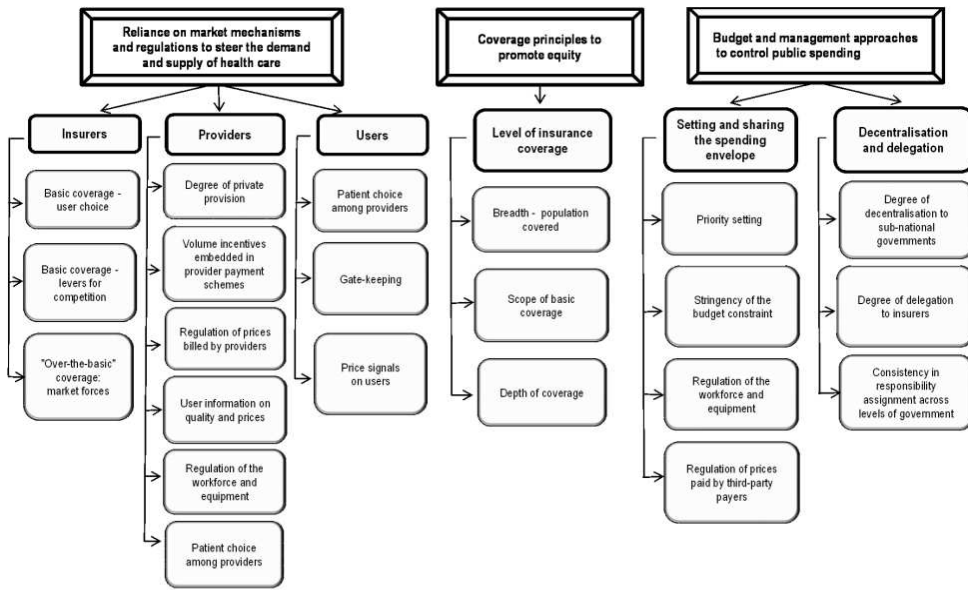 Reliance on market mechanisms
and regulations to steer the demand
and supply of health care
Coverage principles to
promote equity
Budget and management approaches
to control public spending
Insurers
Providers
Users
Level of insurance
coverage
Setting and sharing
the spending
envelope
Decentralisation
and delegation
Basic coverage -
user choice
Basic coverage -
levers for
competition
"Over-the-basic"
coverage:
market forces
Degree of private
provision
Volume incentives
embedded in
provider payment
schemes
Regulation of prices
billed by providers
User information on
quality and prices
Regulation of the
workforce and
equipment
Patient choice
among providers
Patient choice
among providers
Gate-keeping
Price signals
on users
Breadth - population
covered
Scope of basic
coverage
Depth of coverage
Priority setting
Stringency of the
budget constraint
Regulation of the
workforce and
equipment
Regulation of prices
paid by third-party
payers
Degree of
decentralisation to
sub-national
governments
Degree of delegation
to insurers
Consistency in
responsibility
assignment across
levels of government